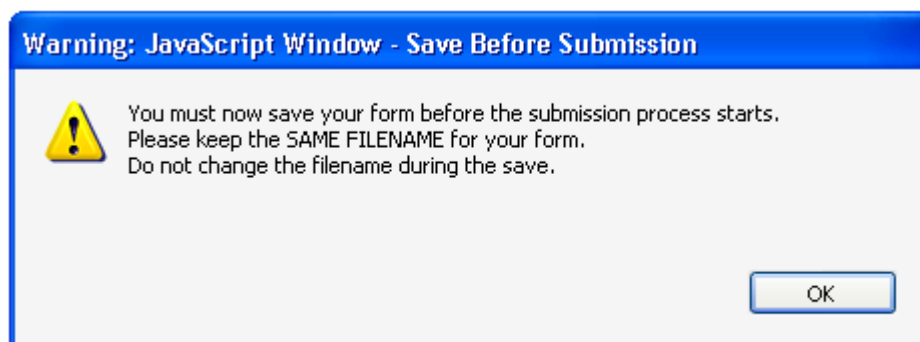 Warning: JavaScript Window - Save Before Submission
You must now save your form before the submission process starts.
Please keep the SAME FILENAME for your form.
Do not change the filename during the save.
OK